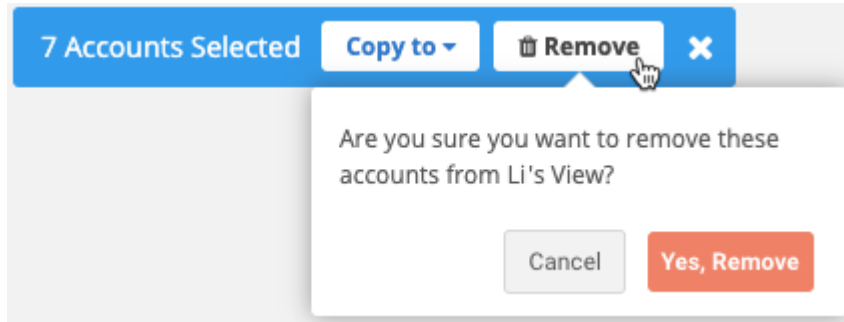 7 Accounts Selected Copy to Remove
Are you sure you want to remove these
accounts from Li's View?
Cancel Yes, Remove